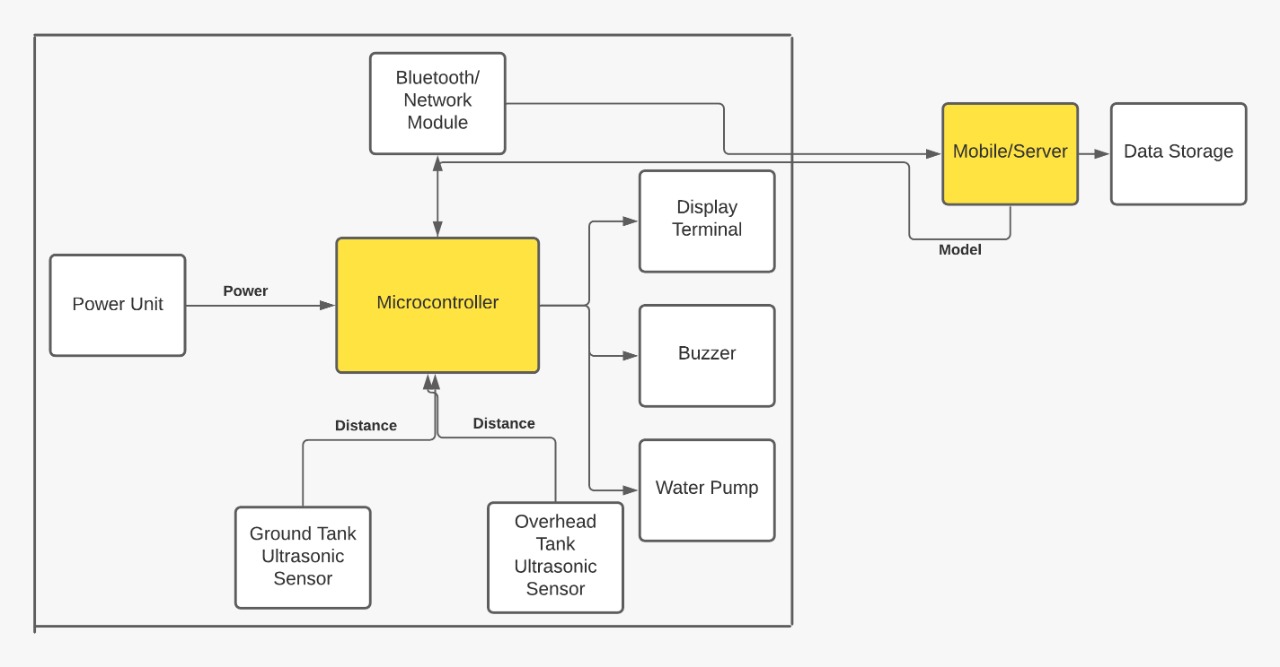 Bluetooth/
Network
Module
Mobile/Server
Data Storage
Display
Terminal
Model
Power Unit
Power
Microcontroller
Buzzer
Distance
Distance
Water Pump
Ground Tank
Ultrasonic
Sensor
Overhead
Tank
Ultrasonic
Sensor